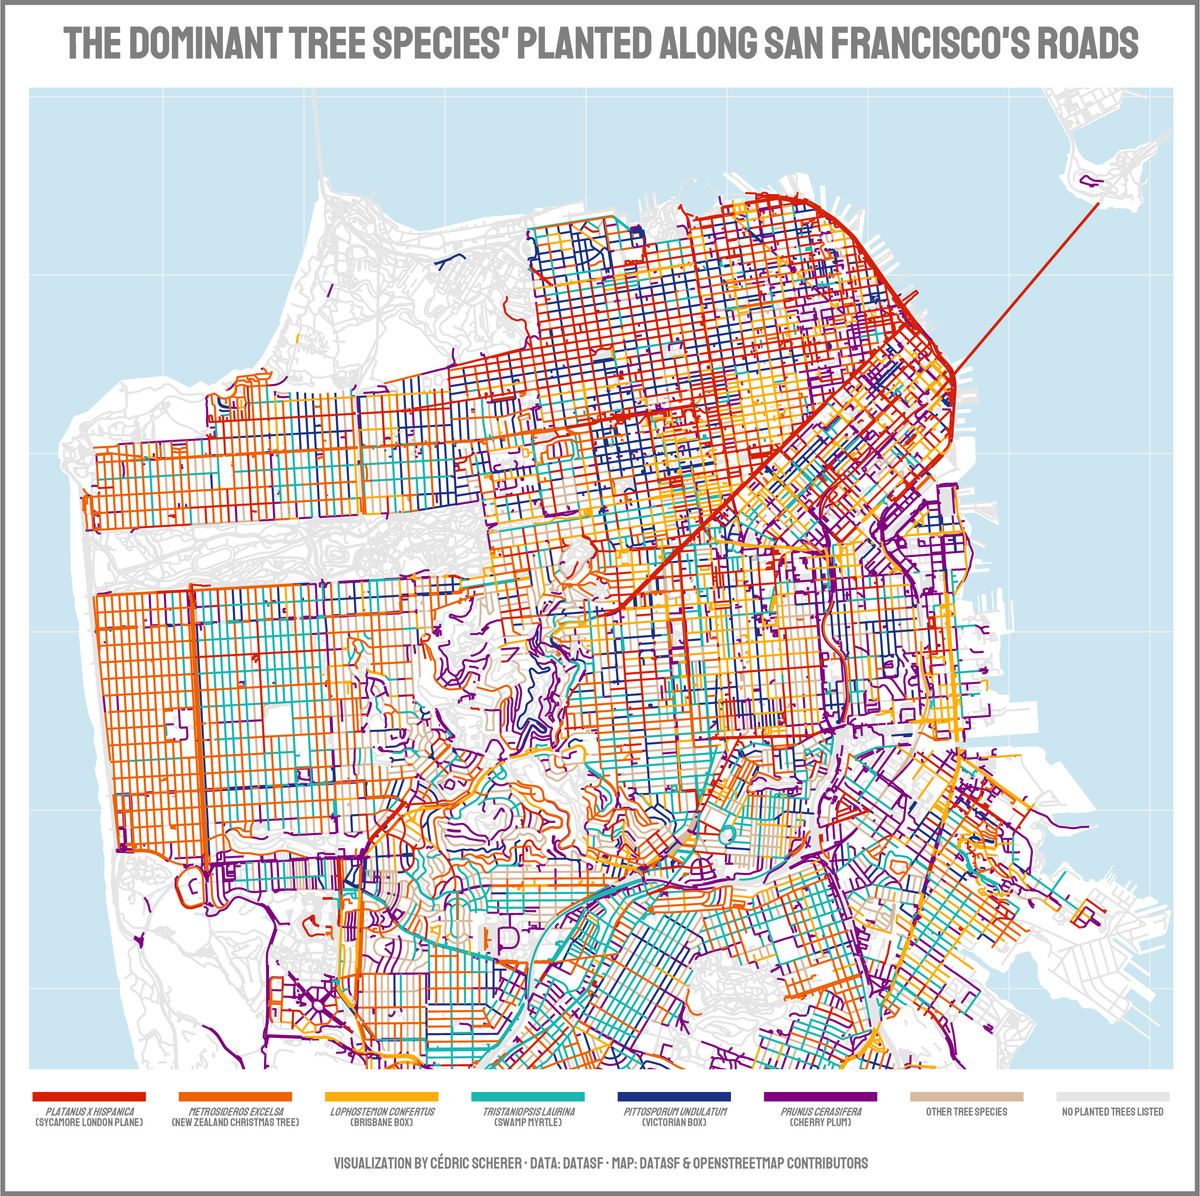 THE DOMINANT TREE SPECIES' PLANTED ALONG SAN FRANCISCO'S ROADS
PLATANUS X HISPANICA
(SYCAMORE LONDON PLANE)
METROSIDEROS EXCELSA
(NEW ZEALAND CHRISTMAS TREE)
LOPHOSTEMON CONFERTUS
(BRISBANE BOX)
TRISTANIOPSIS LAURINA
(SWAMP MYRTLE)
PITTOSPORUM UNDULATUM
(VICTORIAN BOX)
PRUNUS CERASIFERA
(CHERRY PLUM)
OTHER TREE SPECIES
NO PLANTED TREES LISTED
VISUALIZATION BY CÉDRIC SCHERER · DATA: DATASF · MAP: DATASF & OPENSTREETMAP CONTRIBUTORS